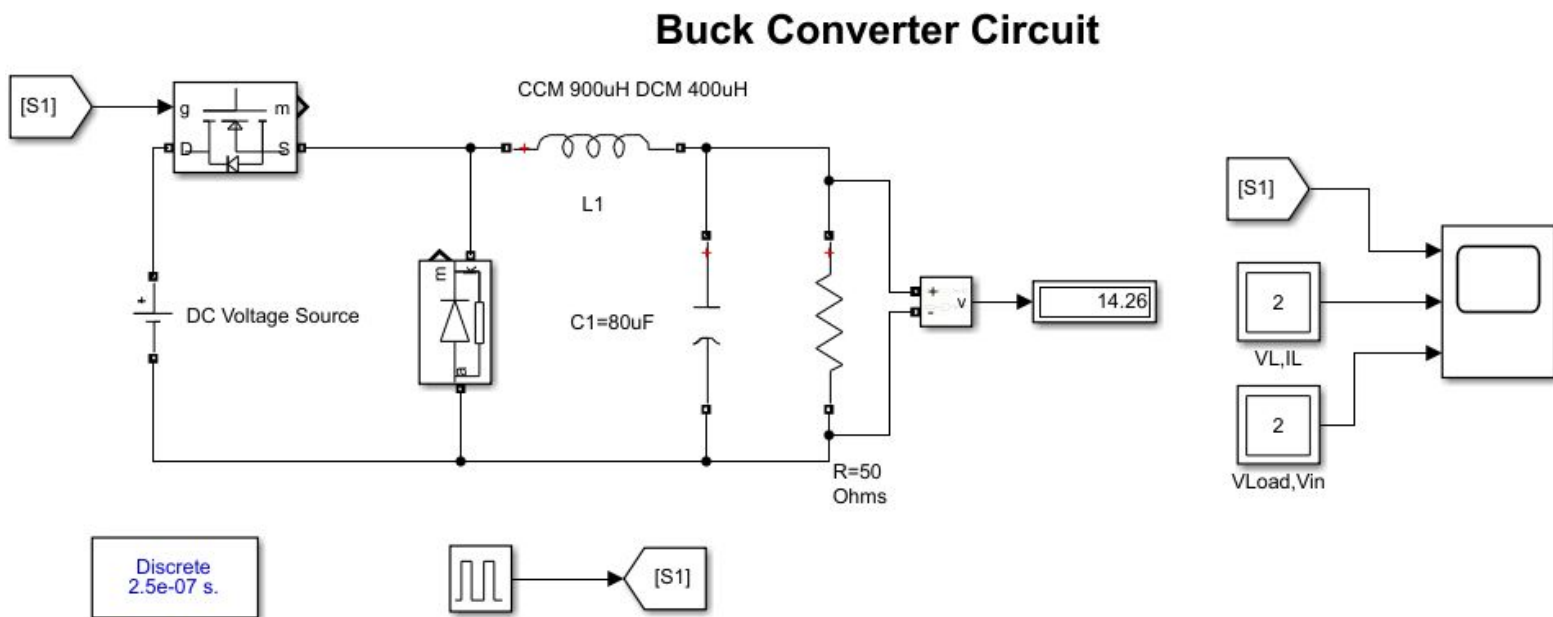 Buck Converter Circuit
CCM 900uH DCM 400uH
[S1]
g
m
D
S
L1
[S1]
m
k
a
+
DC Voltage Source
C1=80uF
+
-
v
14.26
2
VL,IL
2
VLoad,Vin
R=50
Ohms
Discrete
2.5e-07 s.
[S1]